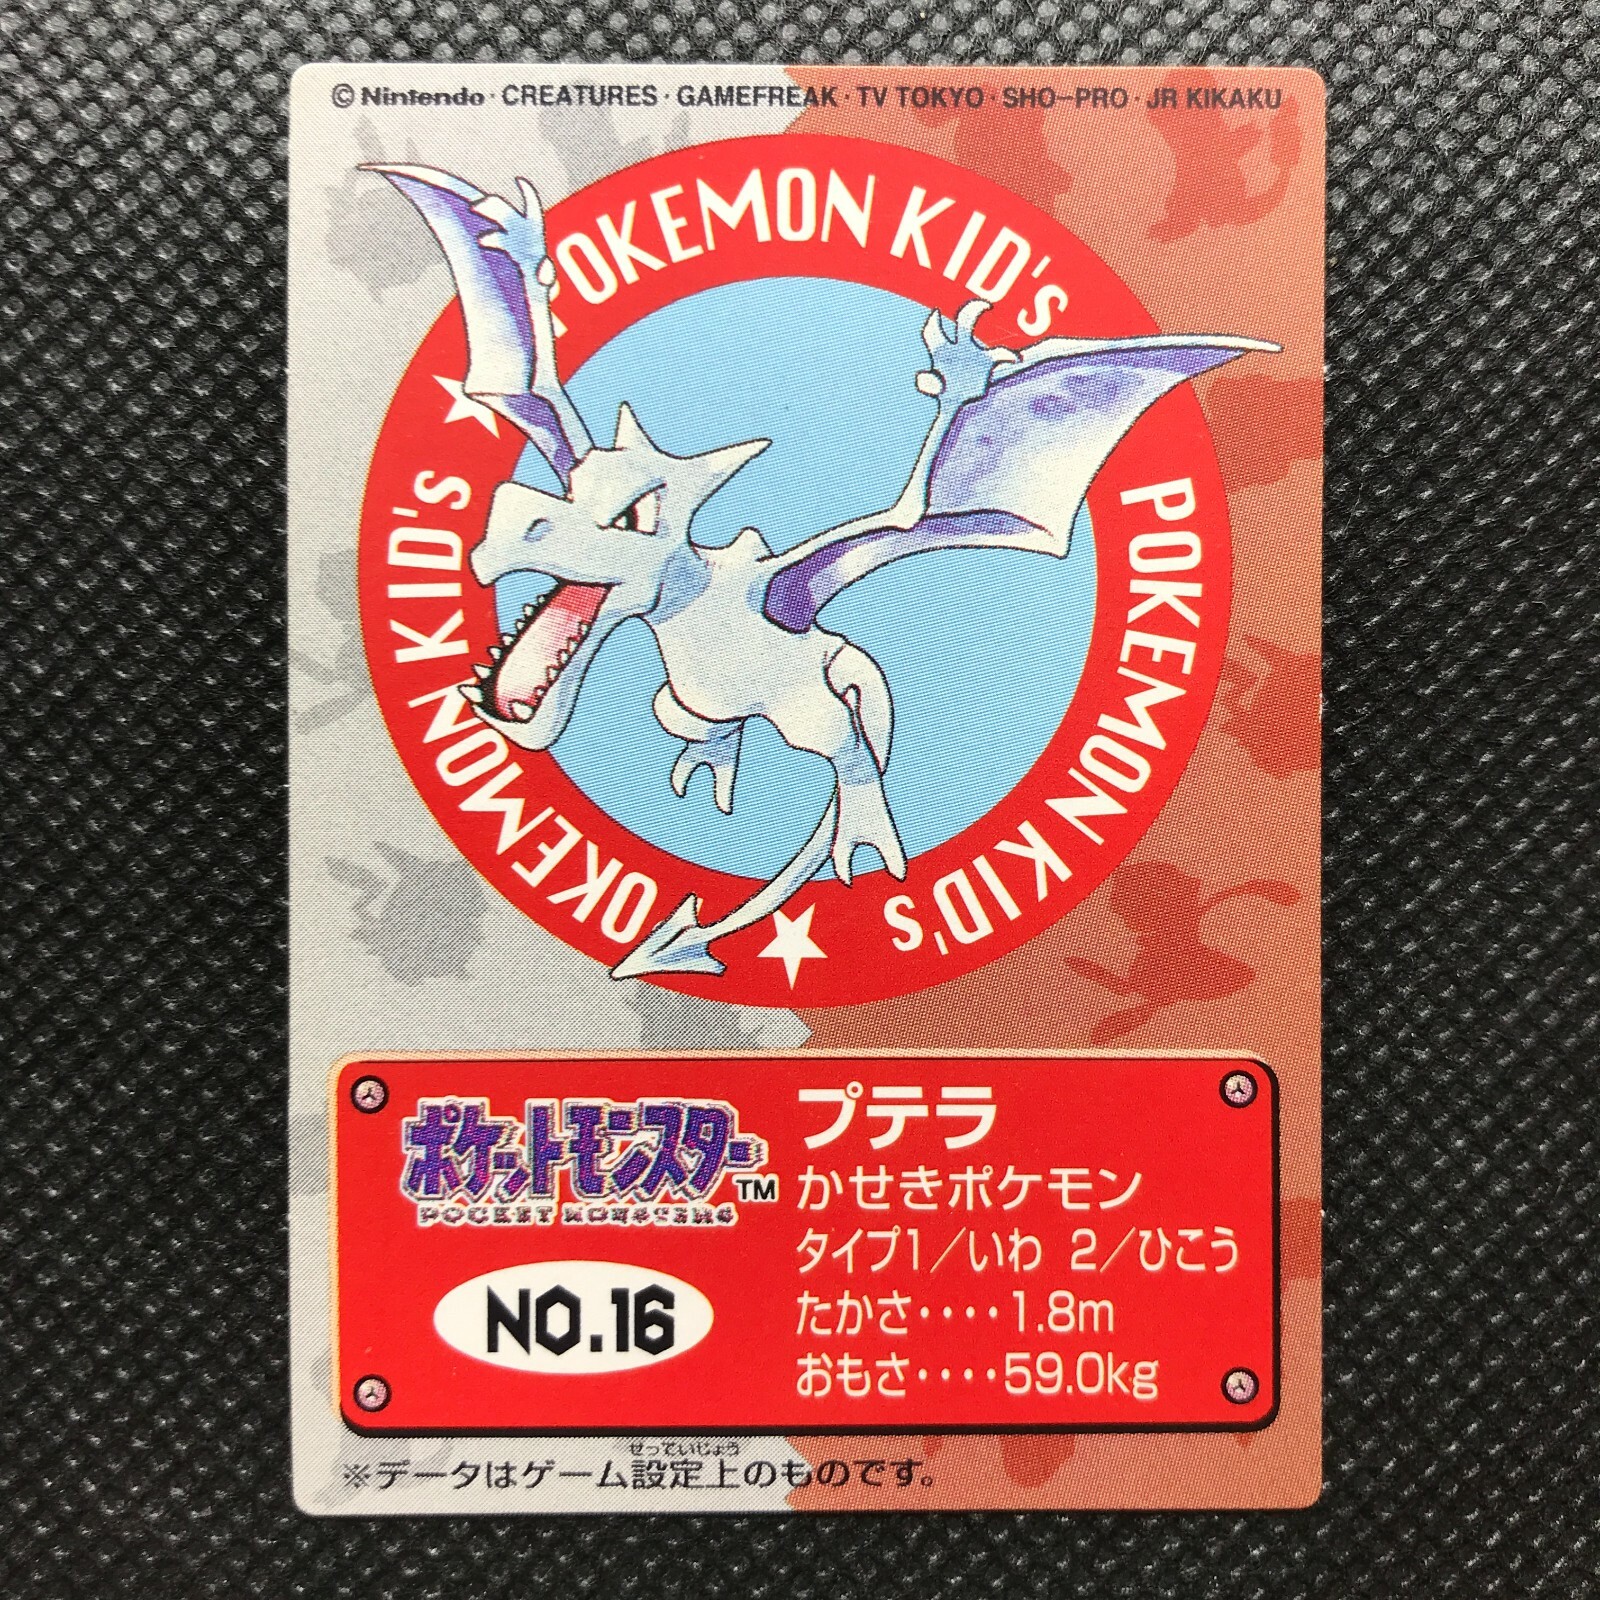 ©Nintendo・CREATURES・GAMEFREAK・TV TOKYO・SHO-PRO・JR KIKAKU
POKEMON KID's
POKEMON KID's
POKEMON KID's
ポケットモンスター™
POCKET MONSTERS
NO.16
プテラ
かせきポケモン
タイプ1／いわ 2／ひこう
たかさ････1.8m
おもさ････59.0kg
せっていじょう
※データはゲーム設定上のものです。